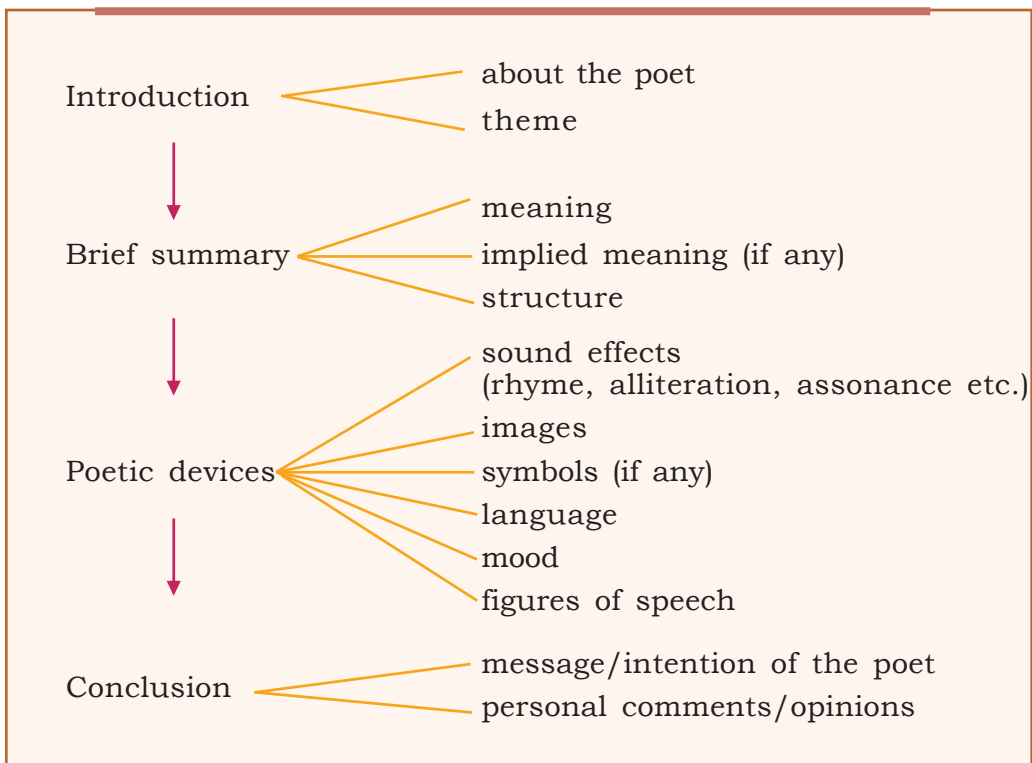 Introduction
about the poet
theme
Brief summary
meaning
implied meaning (if any)
structure
Poetic devices
sound effects
(rhyme, alliteration, assonance etc.)
images
symbols (if any)
language
mood
figures of speech
Conclusion
message/intention of the poet
personal comments/opinions